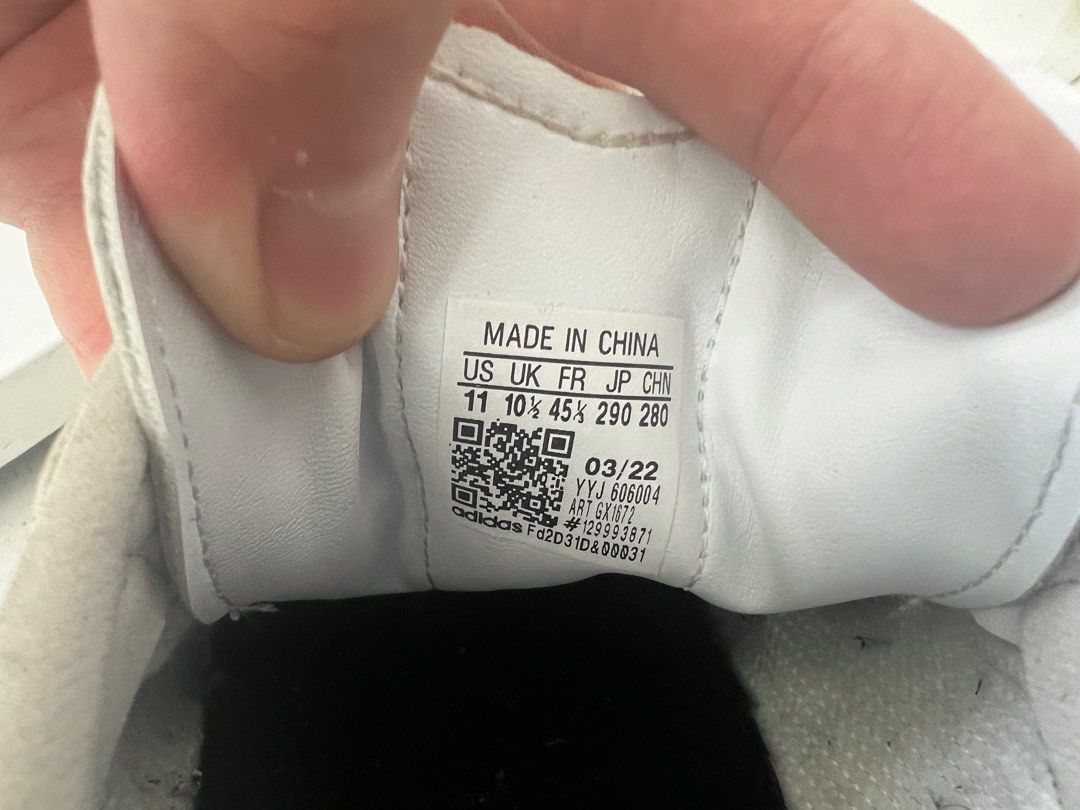 MADE IN CHINA
US UK FR JP CHN
11 10½ 45⅓ 290 280
03/22
YYJ 606004
ART GX1672
#129993871
adidas Fd2D31D&00031